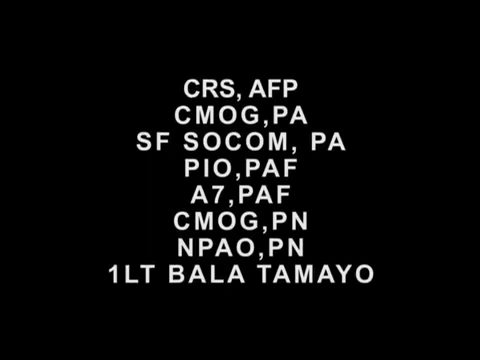 CRS, AFP
CMOG,PA
SF SOCOM, PA
PIO,PAF
A7,PAF
CMOG,PN
NPAO,PN
1LT BALA TAMAYO